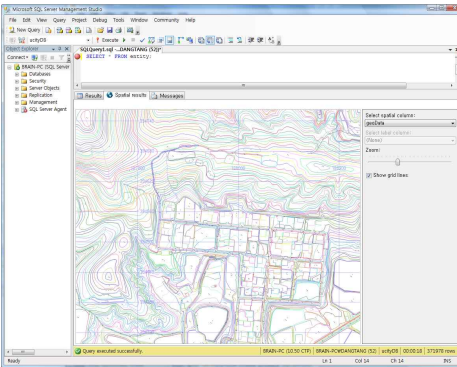 Microsoft SQL Server Management Studio
File Edit View Query Project Debug Tools Window Community Help
New Query
ucityDB
Execute
Object Explorer
SQLQuery1.sql -...DANGTANG (52))*
Connect
SELECT * FROM entity;
BRAIN-PC (SQL Server
Databases
Security
Server Objects
Replication
Management
SQL Server Agent
Results
Spatial results
Messages
Select spatial column:
geoData
Select label column:
(None)
Zoom:
Show grid lines
Query executed successfully.
BRAIN-PC (10.50 CTP)
BRAIN-PC\DANGTANG (52)
ucityDB
00:00:18
371978 rows
Ready
Ln 1
Col 14
Ch 14
INS